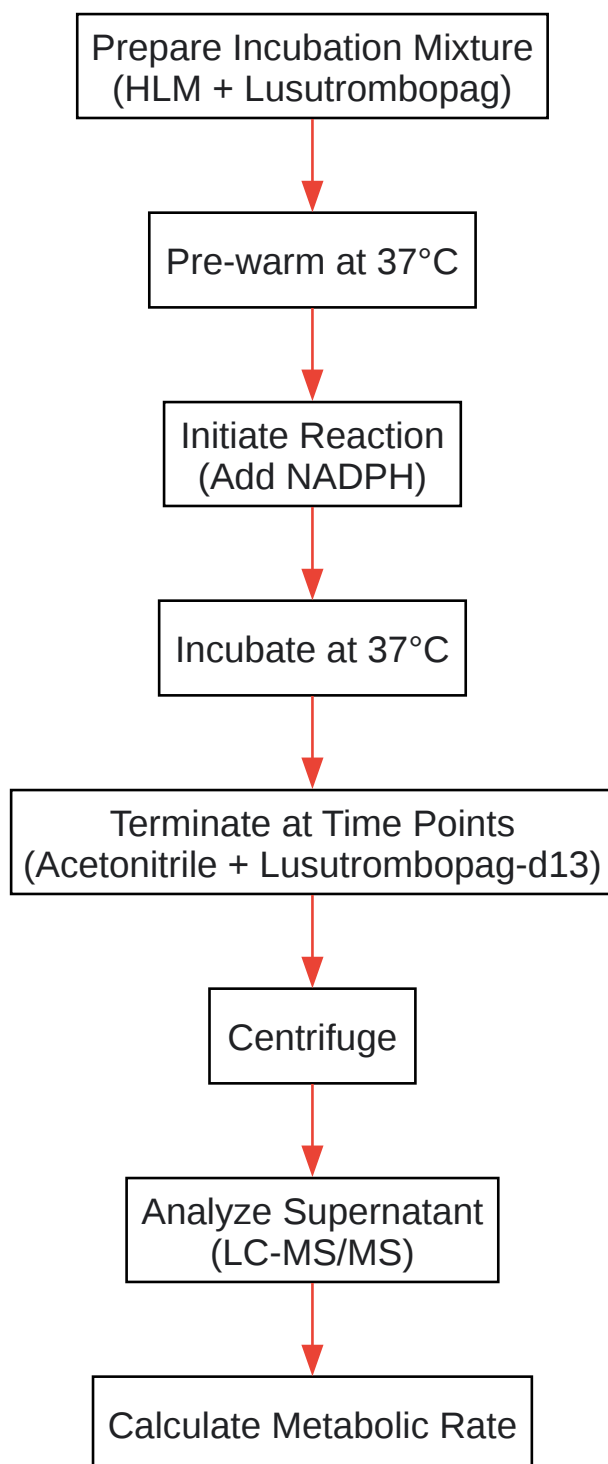 Prepare Incubation Mixture
(HLM + Lusutrombopag)
Pre-warm at 37°C
Initiate Reaction
(Add NADPH)
Incubate at 37°C
Terminate at Time Points
(Acetonitrile + Lusutrombopag-d13)
Centrifuge
Analyze Supernatant
(LC-MS/MS)
Calculate Metabolic Rate